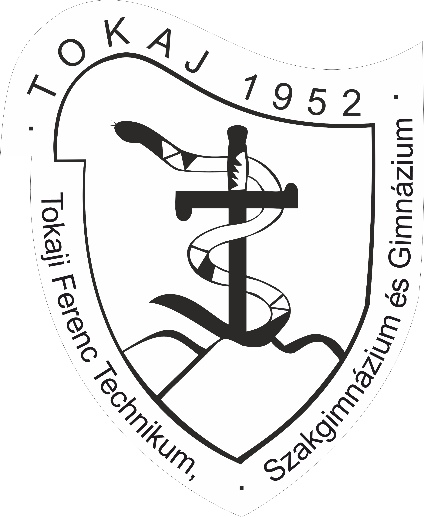 TOKAJ 1952
Tokaji Ferenc Technikum,
Szakgimnázium és Gimnázium